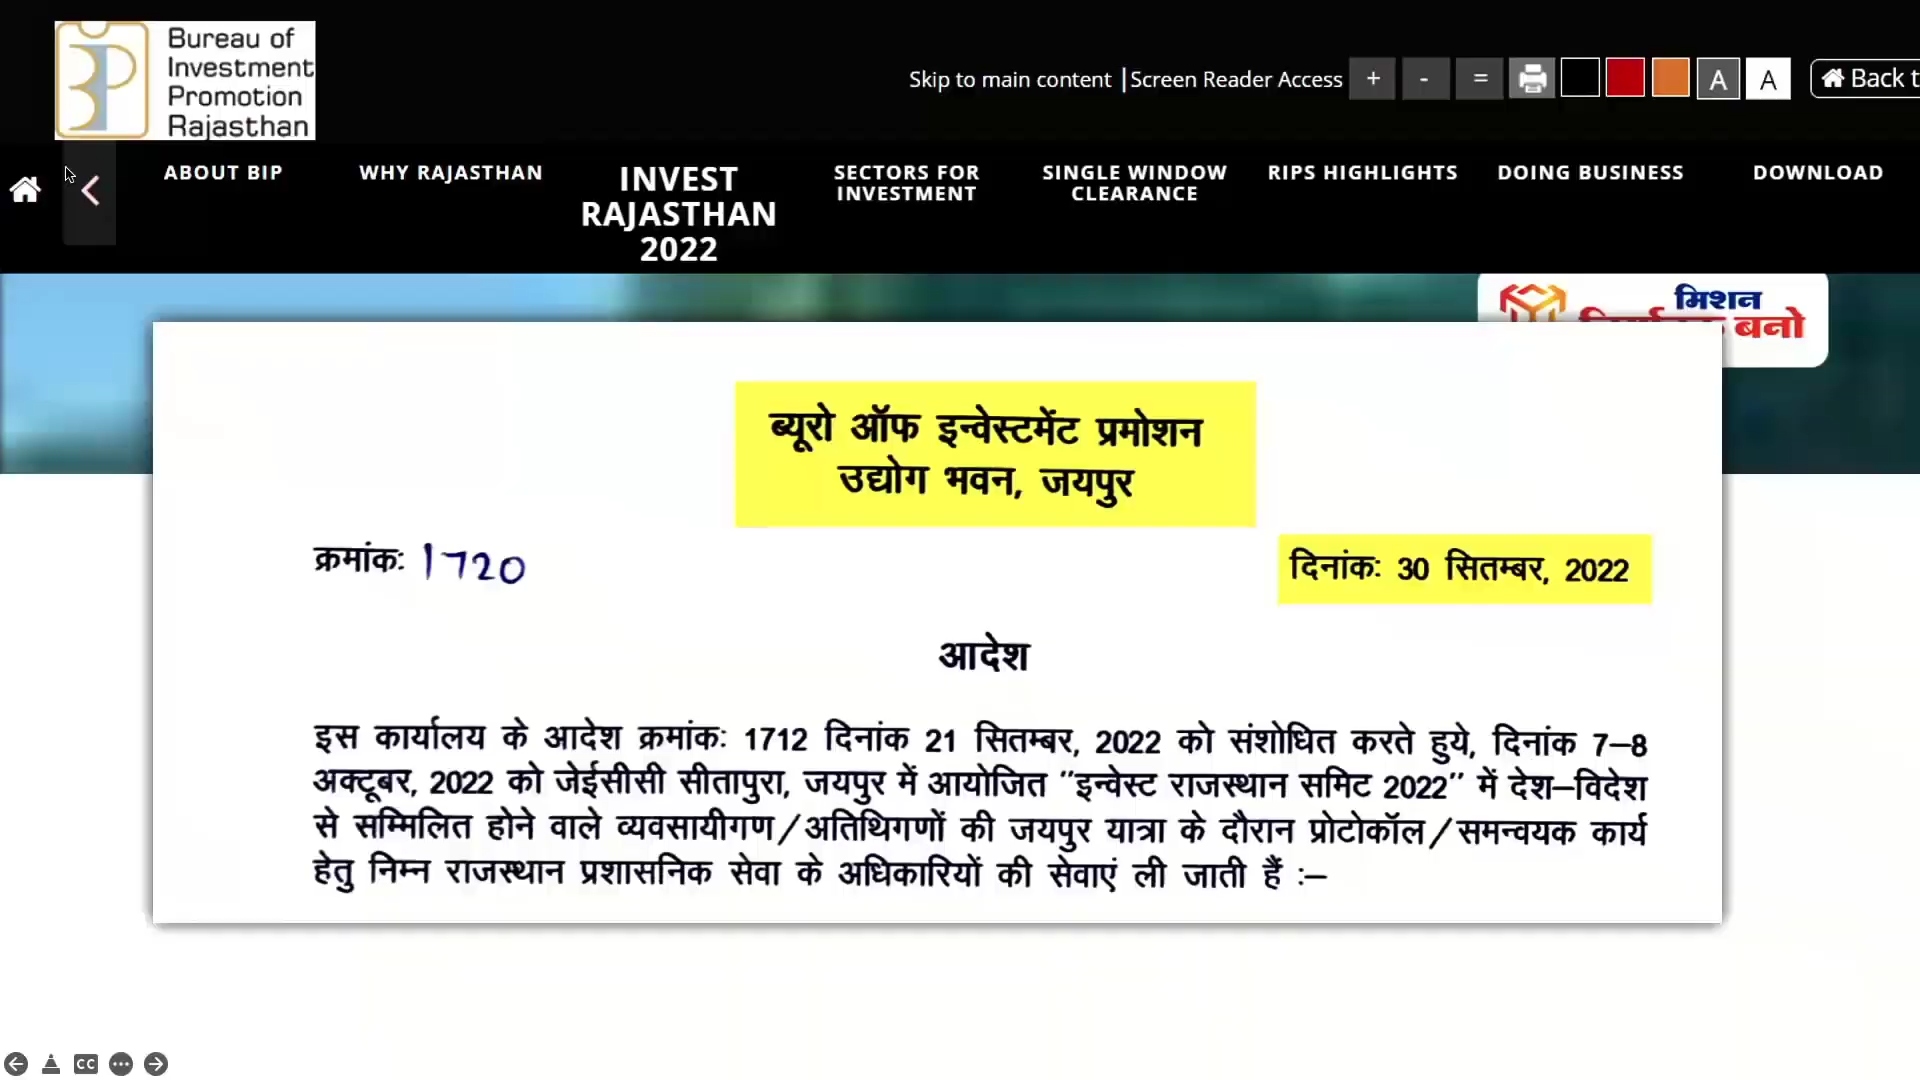 Bureau of
Investment
Promotion
Rajasthan
Skip to main content | Screen Reader Access + - = A A Back t
ABOUT BIP
WHY RAJASTHAN
INVEST
RAJASTHAN
2022
SECTORS FOR
INVESTMENT
SINGLE WINDOW
CLEARANCE
RIPS HIGHLIGHTS
DOING BUSINESS
DOWNLOAD
मिशन
बनो
ब्यूरो ऑफ इन्वेस्टमेंट प्रमोशन
उद्योग भवन, जयपुर
क्रमांकः 1720
दिनांकः 30 सितम्बर, 2022
आदेश
इस कार्यालय के आदेश क्रमांकः 1712 दिनांक 21 सितम्बर, 2022 को संशोधित करते हुये, दिनांक 7–8
अक्टूबर, 2022 को जेईसीसी सीतापुरा, जयपुर में आयोजित "इन्वेस्ट राजस्थान समिट 2022" में देश–विदेश
से सम्मिलित होने वाले व्यवसायीगण/अतिथिगणों की जयपुर यात्रा के दौरान प्रोटोकॉल/समन्वयक कार्य
हेतु निम्न राजस्थान प्रशासनिक सेवा के अधिकारियों की सेवाएं ली जाती हैं :–
CC